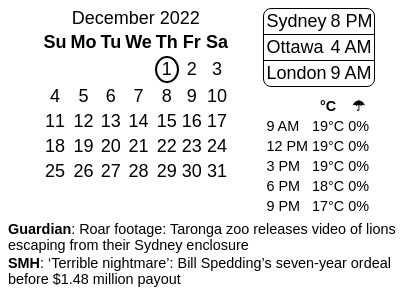 December 2022
Su Mo Tu We Th Fr Sa
1 2 3
4 5 6 7 8 9 10
11 12 13 14 15 16 17
18 19 20 21 22 23 24
25 26 27 28 29 30 31
Sydney 8 PM
Ottawa 4 AM
London 9 AM
°C ☂
9 AM 19°C 0%
12 PM 19°C 0%
3 PM 19°C 0%
6 PM 18°C 0%
9 PM 17°C 0%
Guardian: Roar footage: Taronga zoo releases video of lions
escaping from their Sydney enclosure
SMH: ‘Terrible nightmare’: Bill Spedding’s seven-year ordeal
before $1.48 million payout